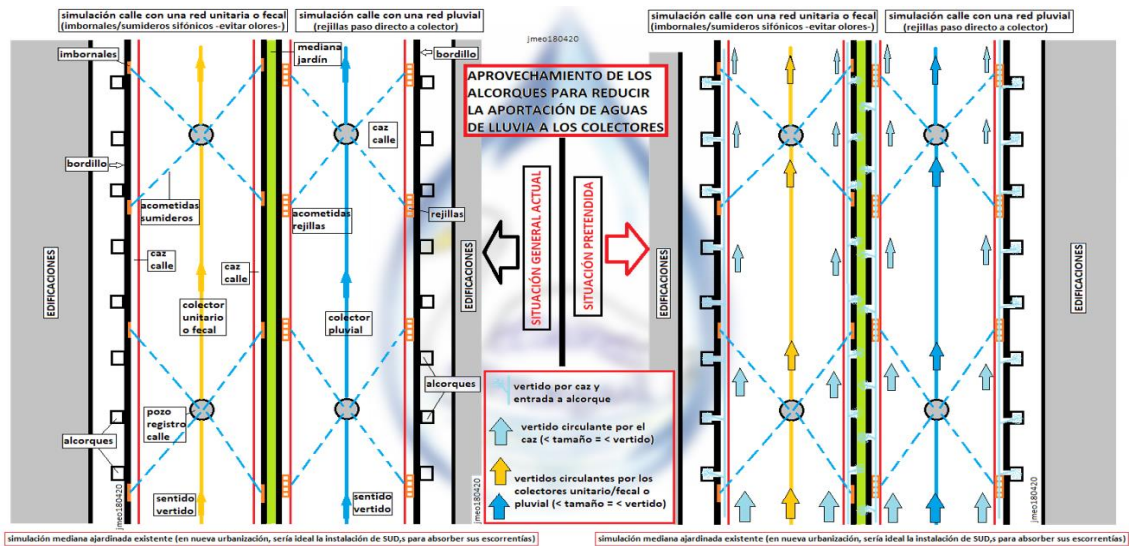 simulación calle con una red unitaria o fecal
(imbornales/sumideros sifónicos -evitar olores-)
simulación calle con una red pluvial
(rejillas paso directo a colector)
imbornales
mediana
jardín
bordillo
caz
calle
bordillo
acometidas
sumideros
acometidas
rejillas
rejillas
EDIFICACIONES
caz
calle
caz
calle
EDIFICACIONES
colector
unitario
o fecal
colector
pluvial
alcorques
pozo
registro
calle
alcorques
sentido
vertido
sentido
vertido
jmeo180420
jmeo180420
jmeo180420
APROVECHAMIENTO DE LOS
ALCORQUES PARA REDUCIR
LA APORTACIÓN DE AGUAS
DE LLUVIA A LOS COLECTORES
SITUACIÓN GENERAL ACTUAL
SITUACIÓN PRETENDIDA
vertido por caz y
entrada a alcorque
vertido circulante por el
caz (< tamaño = < vertido)
vertidos circulantes por los
colectores unitario/fecal o
pluvial (< tamaño = < vertido)
simulación calle con una red unitaria o fecal
(imbornales/sumideros sifónicos -evitar olores-)
simulación calle con una red pluvial
(rejillas paso directo a colector)
EDIFICACIONES
EDIFICACIONES
jmeo180420
jmeo180420
simulación mediana ajardinada existente (en nueva urbanización, sería ideal la instalación de SUD,s para absorber sus escorrentías)
simulación mediana ajardinada existente (en nueva urbanización, sería ideal la instalación de SUD,s para absorber sus escorrentías)